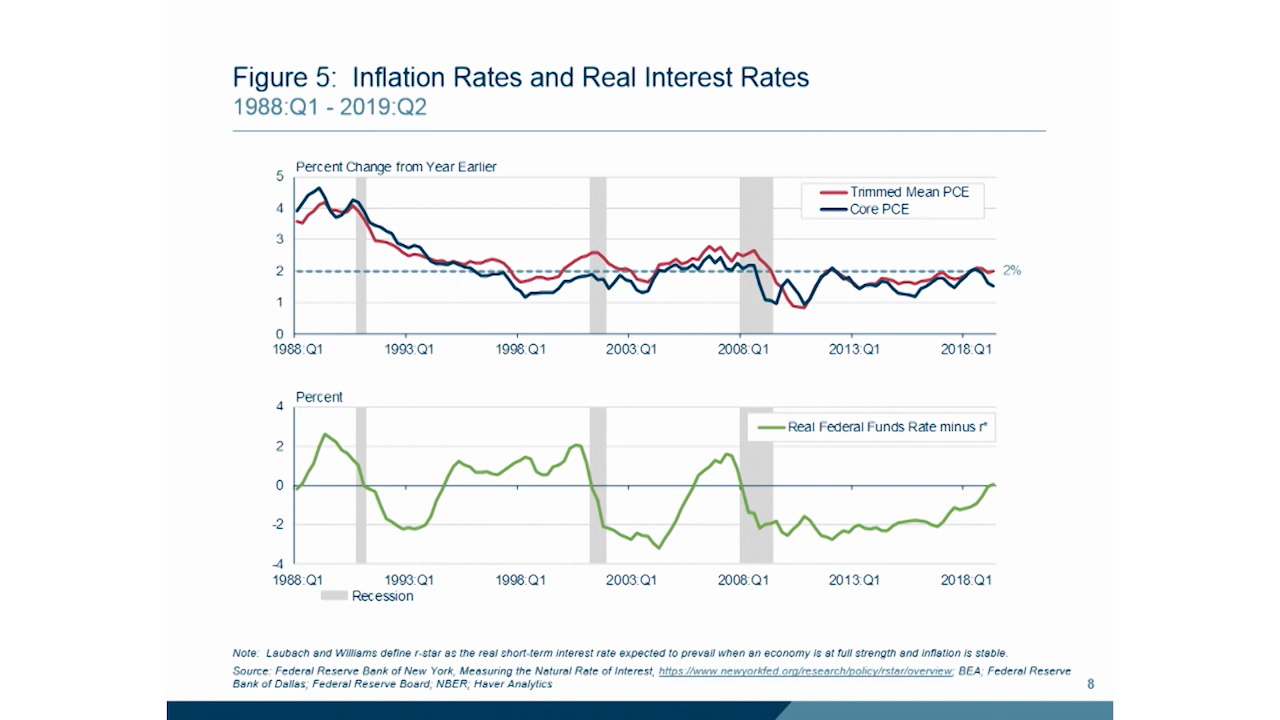 Figure 5: Inflation Rates and Real Interest Rates
1988:Q1 - 2019:Q2
Percent Change from Year Earlier
5
4
3
2
1
0
Trimmed Mean PCE
Core PCE
2%
1988:Q1 1993:Q1 1998:Q1 2003:Q1 2008:Q1 2013:Q1 2018:Q1
Percent
4
2
0
-2
-4
Real Federal Funds Rate minus r*
1988:Q1 1993:Q1 1998:Q1 2003:Q1 2008:Q1 2013:Q1 2018:Q1
Recession
Note: Laubach and Williams define r-star as the real short-term interest rate expected to prevail when an economy is at full strength and inflation is stable.
Source: Federal Reserve Bank of New York, Measuring the Natural Rate of Interest, https://www.newyorkfed.org/research/policy/rstar/overview; BEA; Federal Reserve
Bank of Dallas; Federal Reserve Board; NBER; Haver Analytics
8